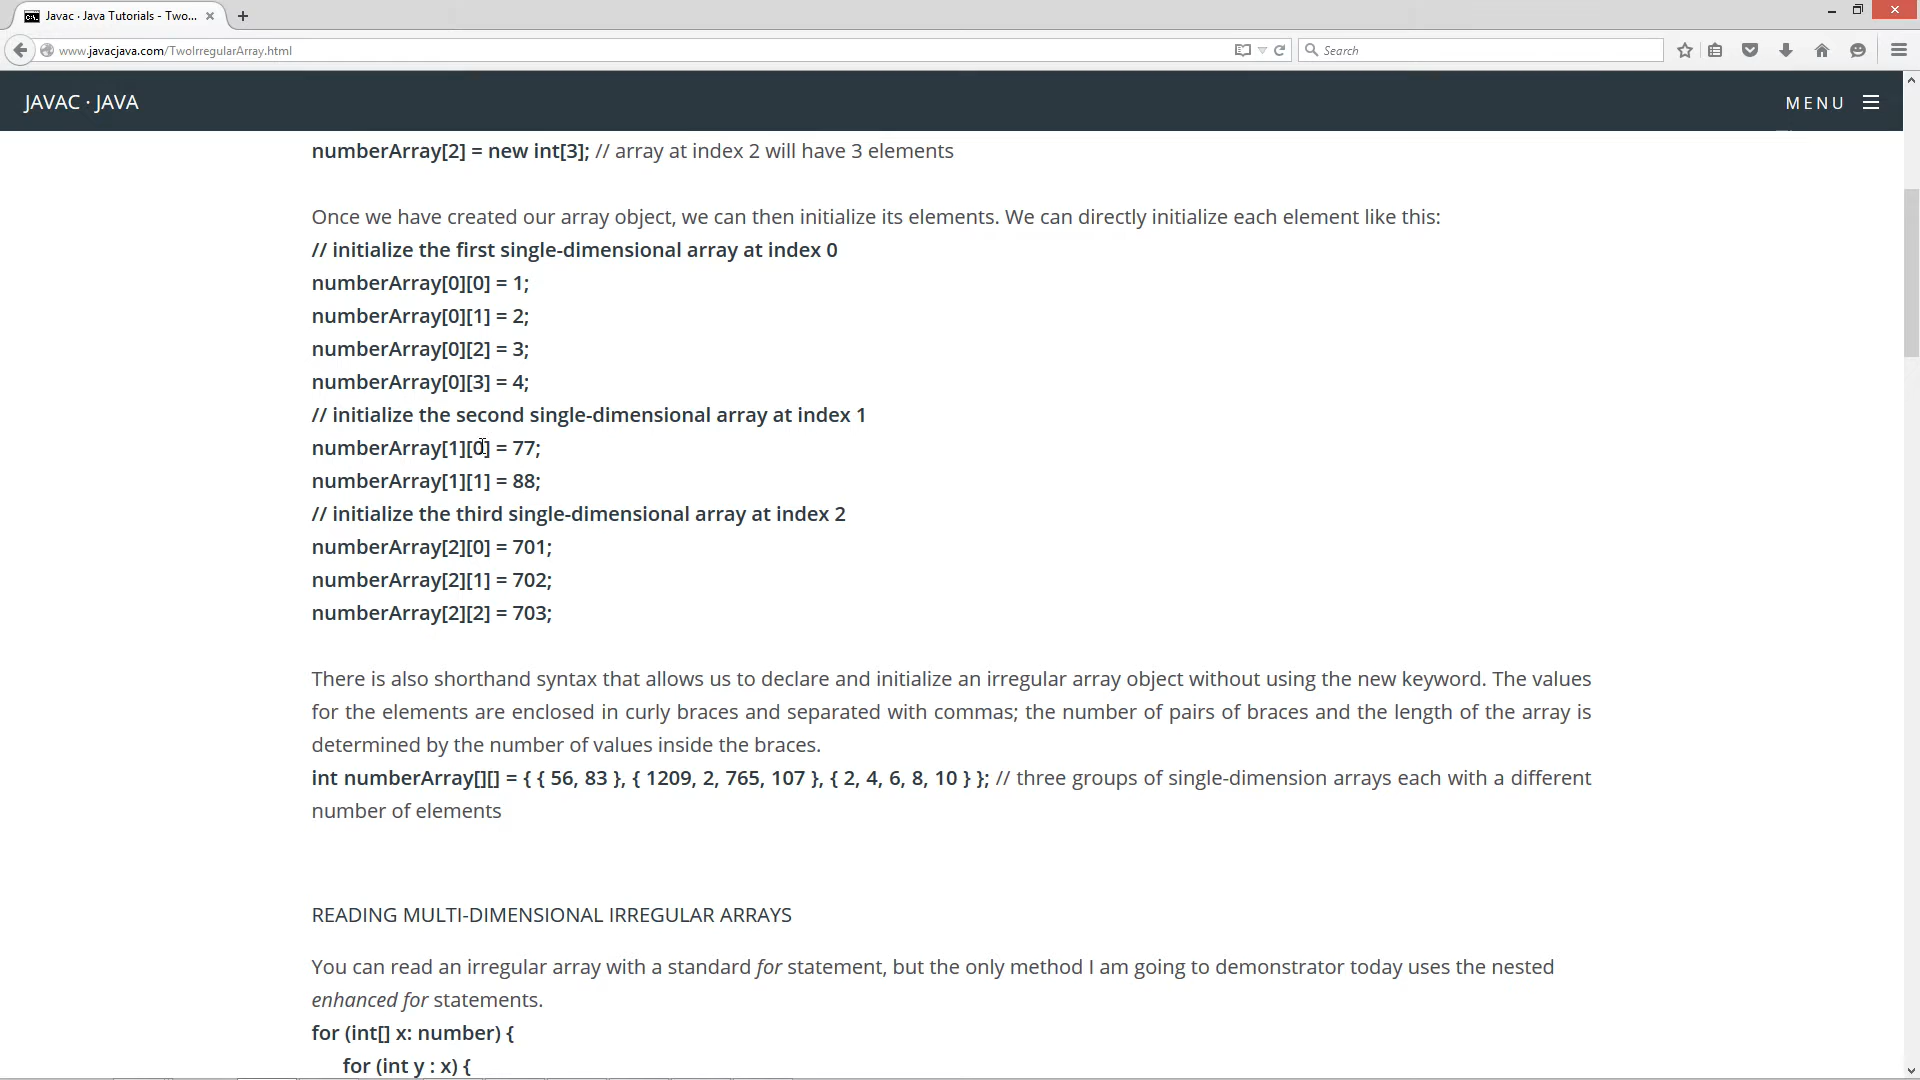 Javac · Java Tutorials - Two...
www.javacjava.com/TwoIrregularArray.html
Search
JAVAC · JAVA
MENU
numberArray[2] = new int[3]; // array at index 2 will have 3 elements
Once we have created our array object, we can then initialize its elements. We can directly initialize each element like this:
// initialize the first single-dimensional array at index 0
numberArray[0][0] = 1;
numberArray[0][1] = 2;
numberArray[0][2] = 3;
numberArray[0][3] = 4;
// initialize the second single-dimensional array at index 1
numberArray[1][0] = 77;
numberArray[1][1] = 88;
// initialize the third single-dimensional array at index 2
numberArray[2][0] = 701;
numberArray[2][1] = 702;
numberArray[2][2] = 703;
There is also shorthand syntax that allows us to declare and initialize an irregular array object without using the new keyword. The values
for the elements are enclosed in curly braces and separated with commas; the number of pairs of braces and the length of the array is
determined by the number of values inside the braces.
int numberArray[][] = { { 56, 83 }, { 1209, 2, 765, 107 }, { 2, 4, 6, 8, 10 } }; // three groups of single-dimension arrays each with a different
number of elements
READING MULTI-DIMENSIONAL IRREGULAR ARRAYS
You can read an irregular array with a standard for statement, but the only method I am going to demonstrator today uses the nested
enhanced for statements.
for (int[] x: number) {
for (int y : x) {